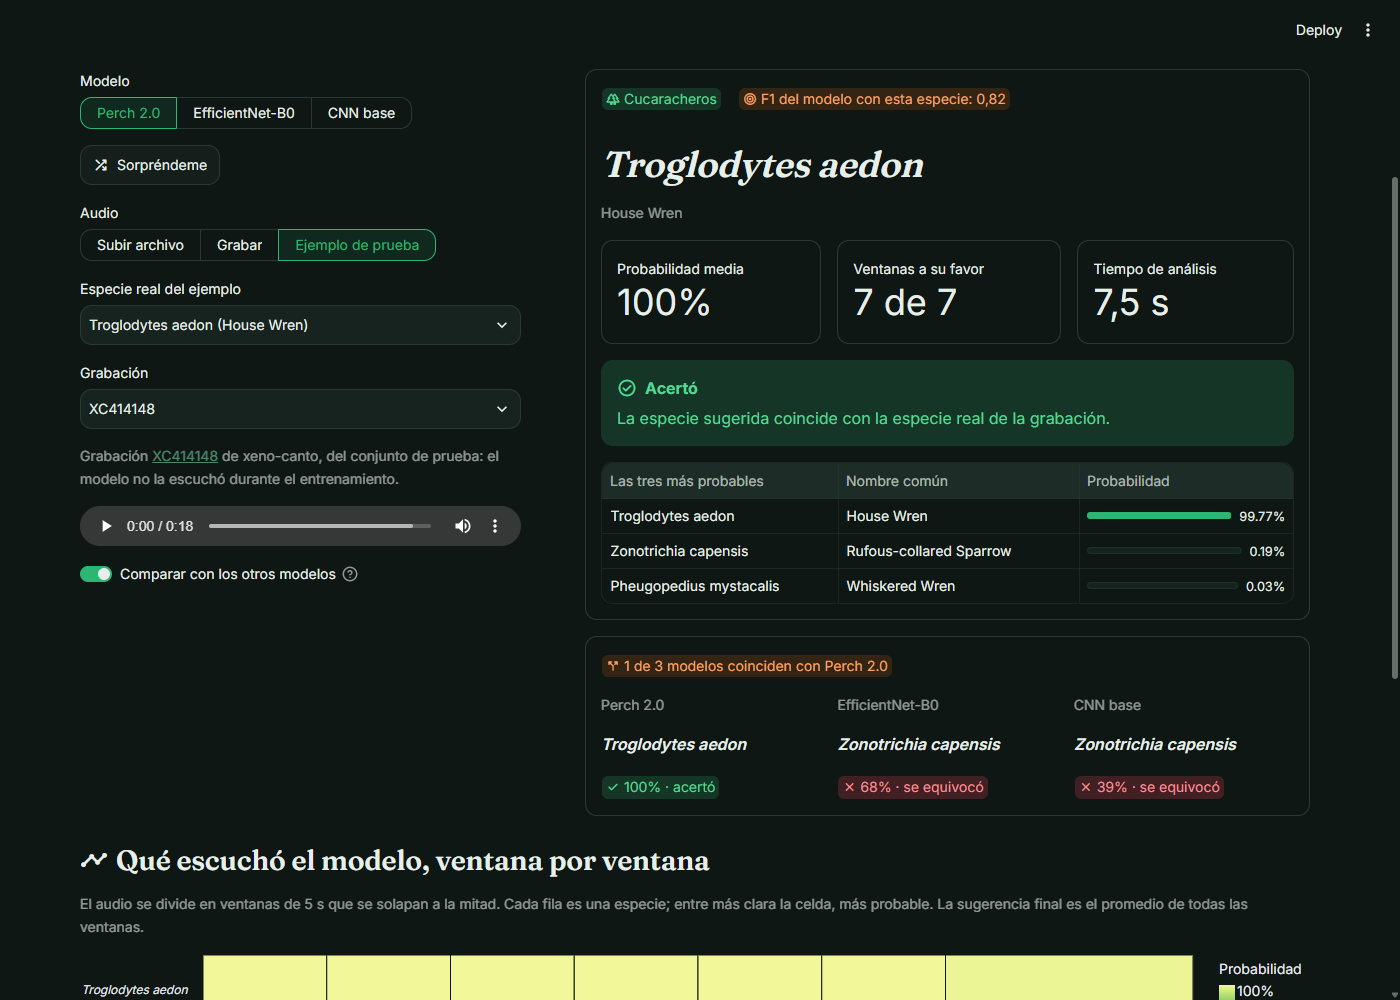 Deploy
Modelo
Perch 2.0 EfficientNet-B0 CNN base
Sorpréndeme
Audio
Subir archivo Grabar Ejemplo de prueba
Especie real del ejemplo
Troglodytes aedon (House Wren)
Grabación
XC414148
Grabación XC414148 de xeno-canto, del conjunto de prueba: el
modelo no la escuchó durante el entrenamiento.
0:00 / 0:18
Comparar con los otros modelos
Cucaracheros F1 del modelo con esta especie: 0,82
Troglodytes aedon
House Wren
Probabilidad media Ventanas a su favor Tiempo de análisis
100% 7 de 7 7,5 s
Acertó
La especie sugerida coincide con la especie real de la grabación.
Las tres más probables Nombre común Probabilidad
Troglodytes aedon House Wren 99.77%
Zonotrichia capensis Rufous-collared Sparrow 0.19%
Pheugopedius mystacalis Whiskered Wren 0.03%
1 de 3 modelos coinciden con Perch 2.0
Perch 2.0 EfficientNet-B0 CNN base
Troglodytes aedon Zonotrichia capensis Zonotrichia capensis
100% · acertó 68% · se equivocó 39% · se equivocó
Qué escuchó el modelo, ventana por ventana
El audio se divide en ventanas de 5 s que se solapan a la mitad. Cada fila es una especie; entre más clara la celda, más probable. La sugerencia final es el promedio de todas las
ventanas.
Troglodytes aedon
Probabilidad
100%